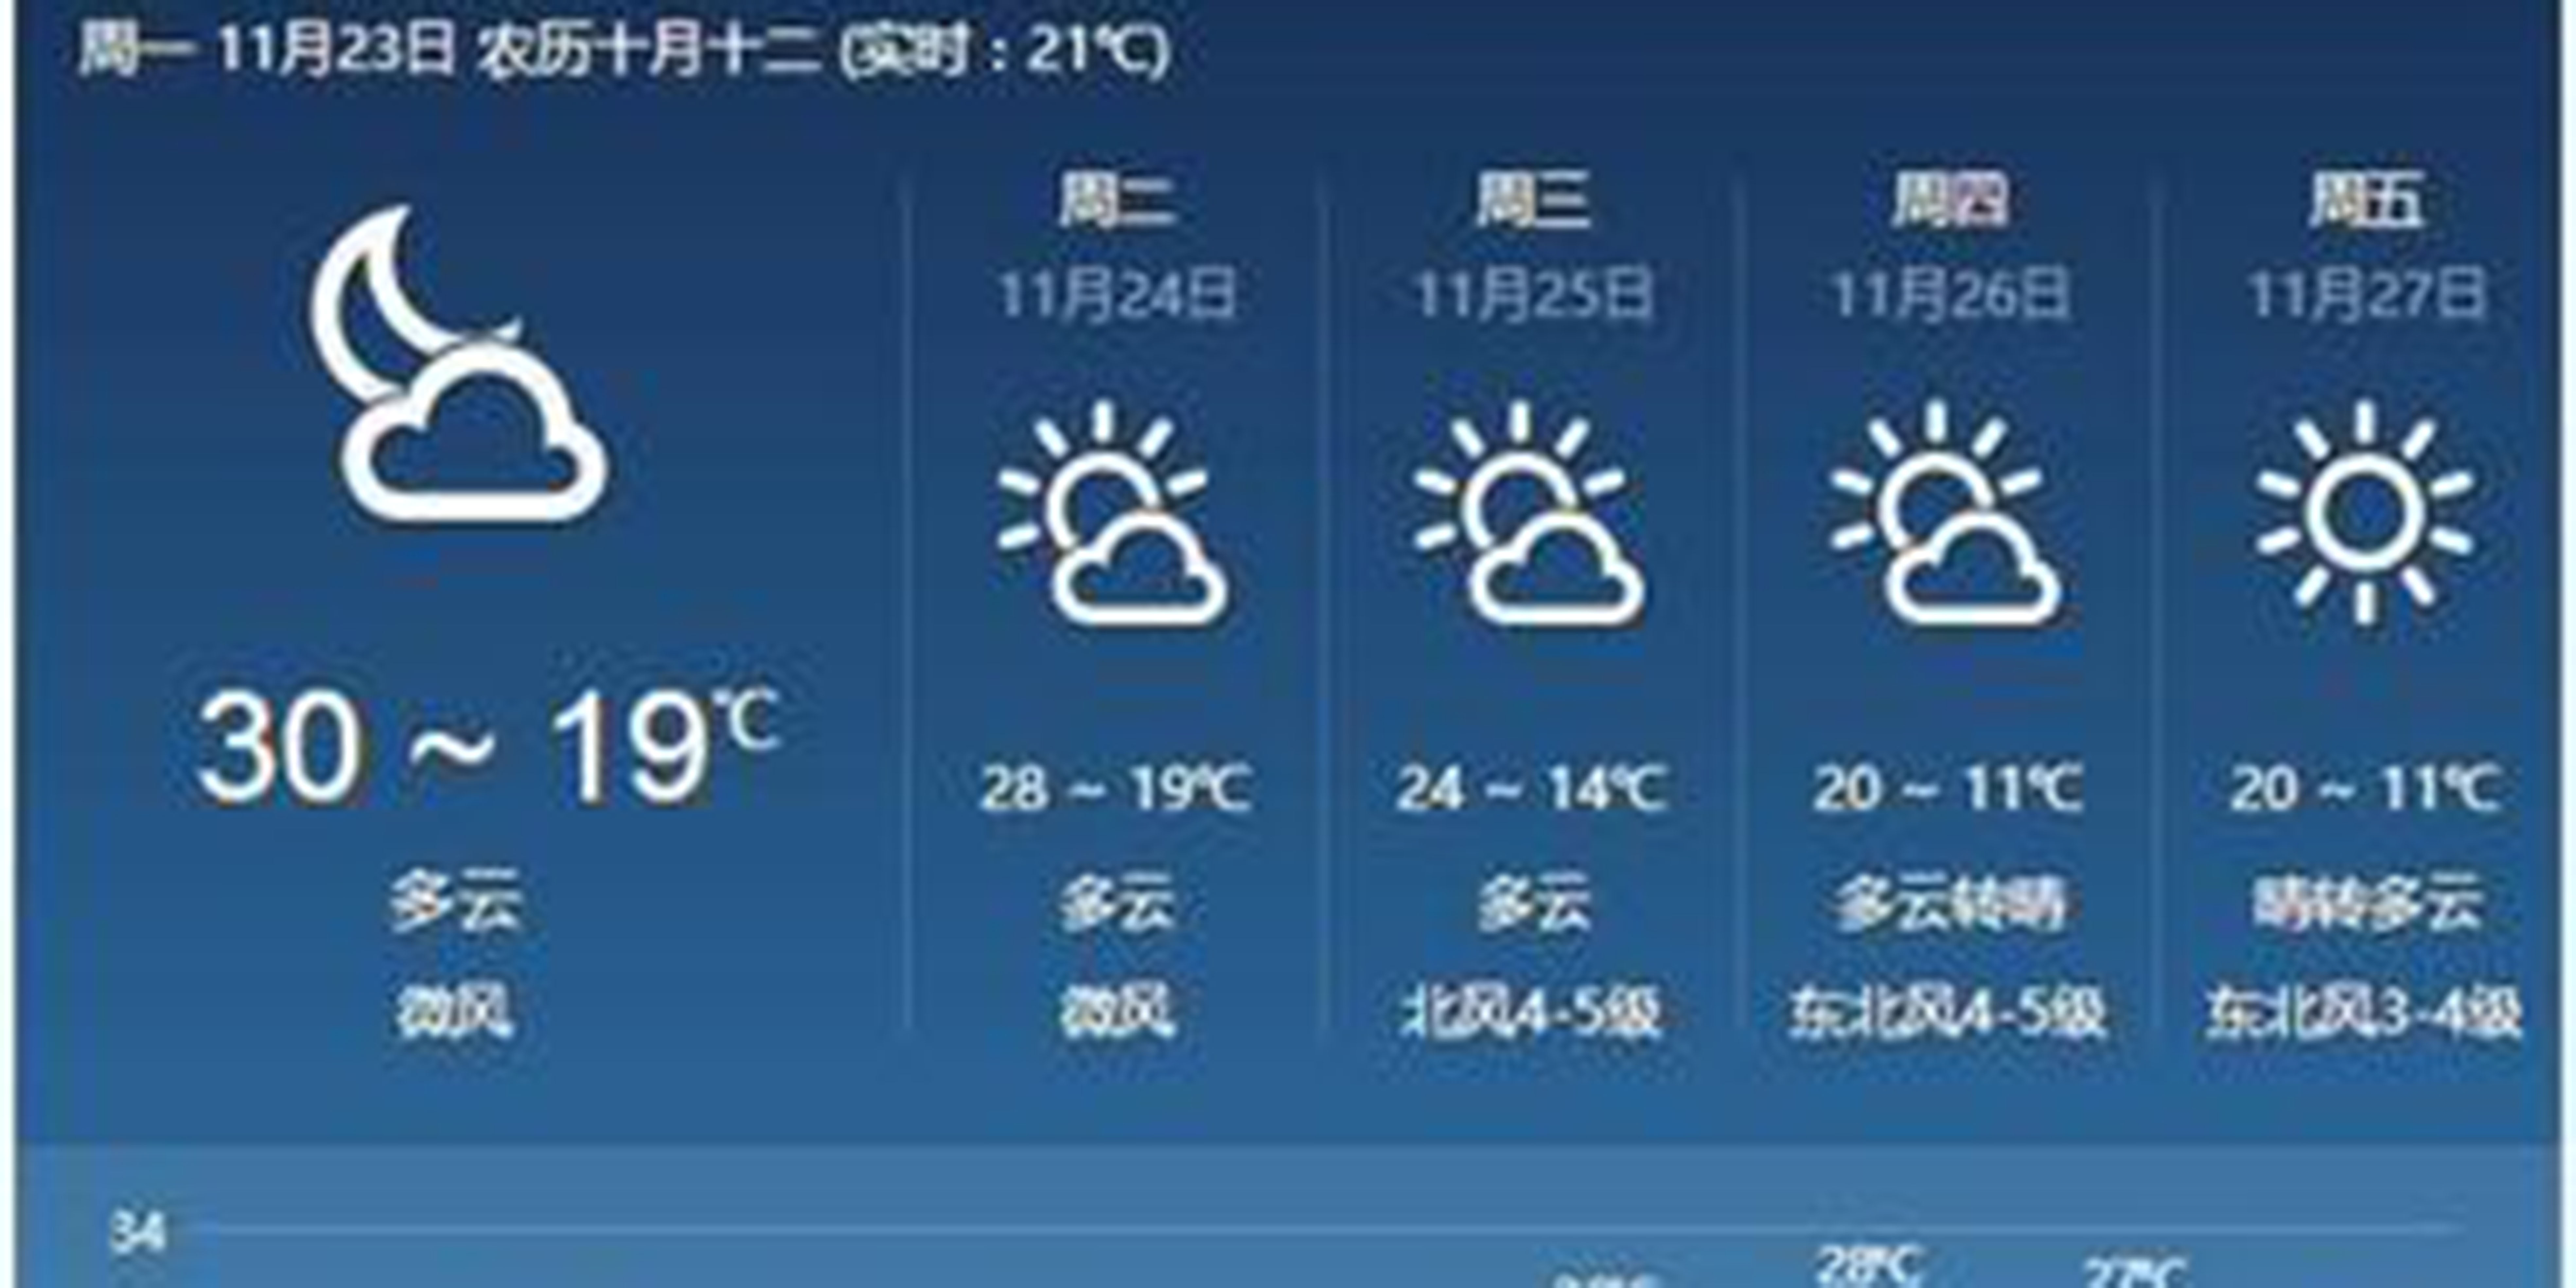 周一 11月23日 农历十月十二 (实时：21℃)
周二
11月24日
周三
11月25日
周四
11月26日
周五
11月27日
30 ~ 19℃
多云
微风
28 ~ 19℃
多云
微风
24 ~ 14℃
多云
北风4-5级
20 ~ 11℃
多云转晴
东北风4-5级
20 ~ 11℃
晴转多云
东北风3-4级
34
28℃
27℃